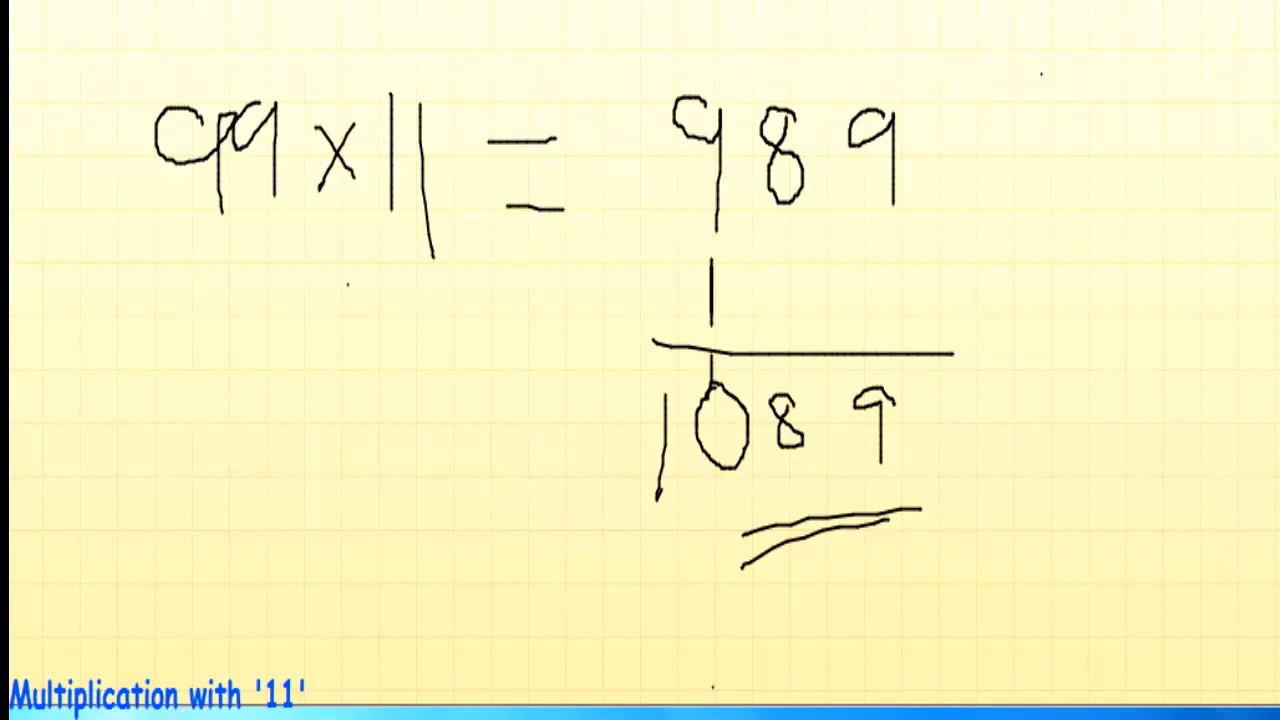 99 × 11 = 989
1
1089
Multiplication with '11'